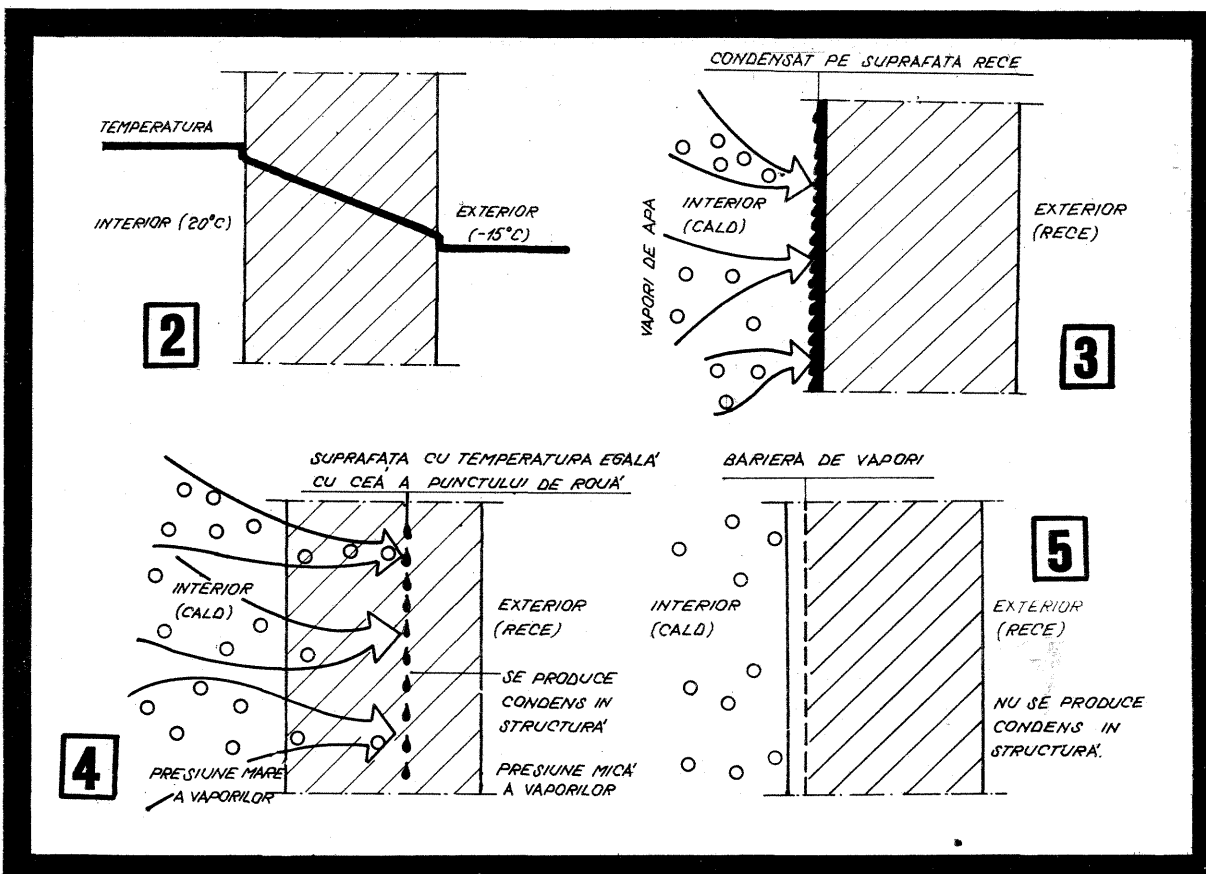 TEMPERATURA
INTERIOR (20°C)
EXTERIOR
(-15°C)
2
CONDENSAT PE SUPRAFATA RECE
VAPORI DE APA
INTERIOR
(CALD)
EXTERIOR
(RECE)
3
SUPRAFATA CU TEMPERATURA EGALĂ
CU CEĂ A PUNCTULUI DE ROUĂ
INTERIOR
(CALD)
EXTERIOR
(RECE)
SE PRODUCE
CONDENS IN
STRUCTURĂ
4
PRESIUNE MARE
A VAPORILOR
PRESIUNE MICĂ
A VAPORILOR
BARIERĂ DE VAPORI
5
INTERIOR
(CALD)
EXTERIOR
(RECE)
NU SE PRODUCE
CONDENS IN
STRUCTURĂ.